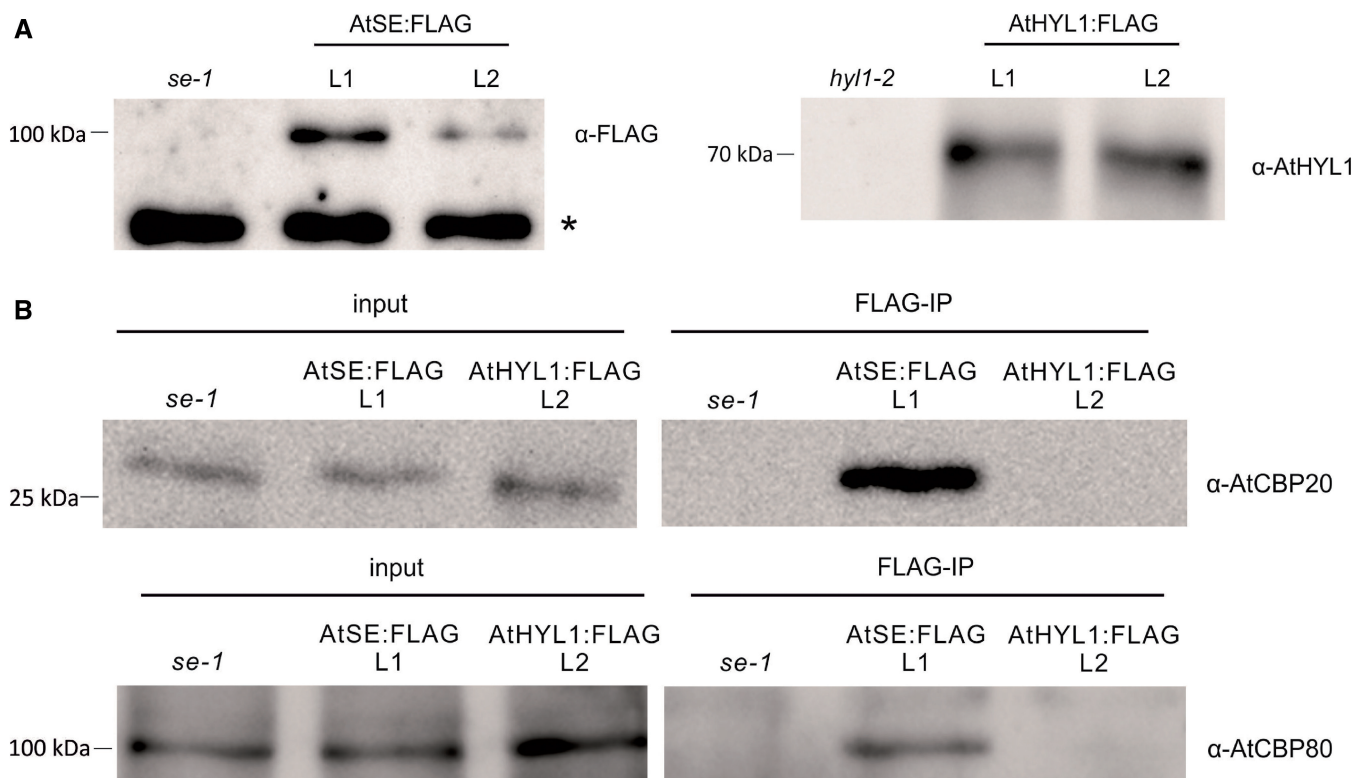 A
AtSE:FLAG
se-1 L1 L2
100 kDa
α-FLAG
*
AtHYL1:FLAG
hyl1-2 L1 L2
70 kDa
α-AtHYL1
B
input
FLAG-IP
AtSE:FLAG AtHYL1:FLAG
se-1 L1 L2
AtSE:FLAG AtHYL1:FLAG
se-1 L1 L2
25 kDa
α-AtCBP20
input
FLAG-IP
AtSE:FLAG AtHYL1:FLAG
se-1 L1 L2
AtSE:FLAG AtHYL1:FLAG
se-1 L1 L2
100 kDa
α-AtCBP80